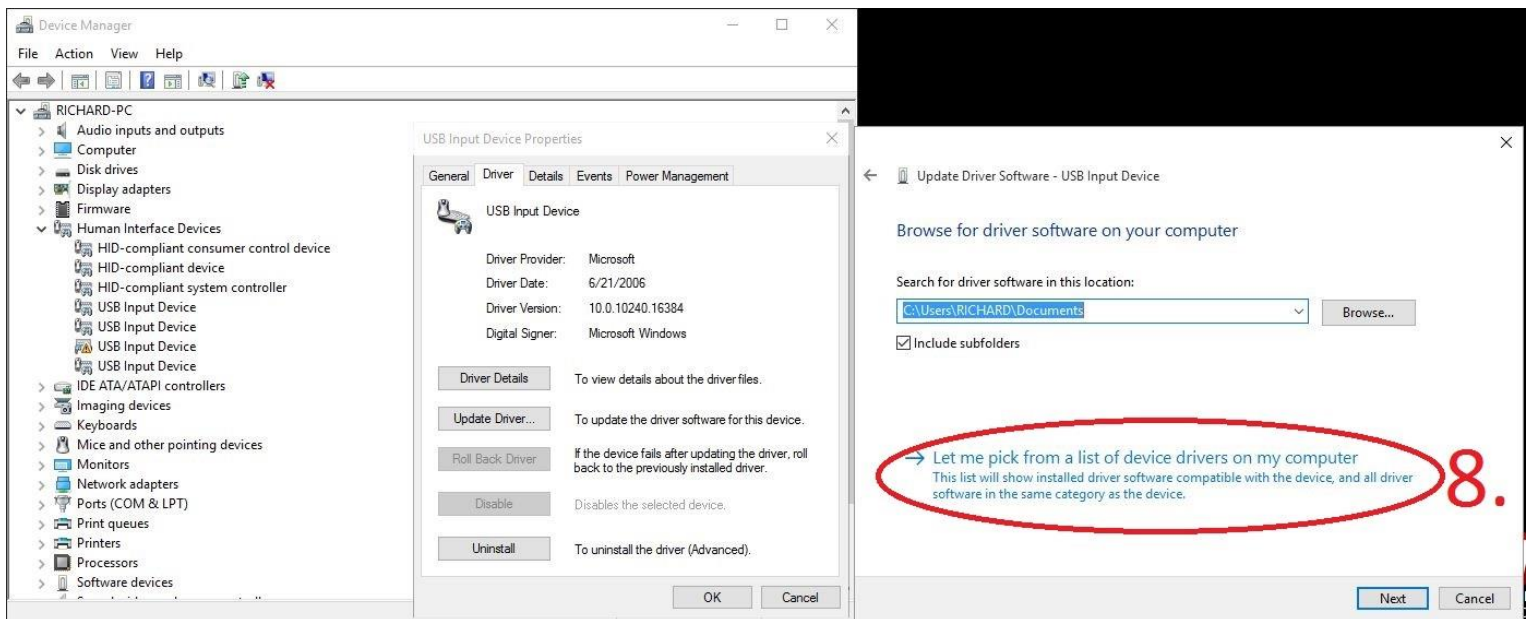 Device Manager
File Action View Help
RICHARD-PC
Audio inputs and outputs
Computer
Disk drives
Display adapters
Firmware
Human Interface Devices
HID-compliant consumer control device
HID-compliant device
HID-compliant system controller
USB Input Device
USB Input Device
USB Input Device
USB Input Device
IDE ATA/ATAPI controllers
Imaging devices
Keyboards
Mice and other pointing devices
Monitors
Network adapters
Ports (COM & LPT)
Print queues
Printers
Processors
Software devices
USB Input Device Properties
General Driver Details Events Power Management
USB Input Device
Driver Provider: Microsoft
Driver Date: 6/21/2006
Driver Version: 10.0.10240.16384
Digital Signer: Microsoft Windows
Driver Details To view details about the driver files.
Update Driver... To update the driver software for this device.
Roll Back Driver If the device fails after updating the driver, roll
back to the previously installed driver.
Disable Disables the selected device.
Uninstall To uninstall the driver (Advanced).
OK Cancel
Update Driver Software - USB Input Device
Browse for driver software on your computer
Search for driver software in this location:
C:\Users\RICHARD\Documents Browse...
Include subfolders
Let me pick from a list of device drivers on my computer
This list will show installed driver software compatible with the device, and all driver
software in the same category as the device.
8.
Next Cancel